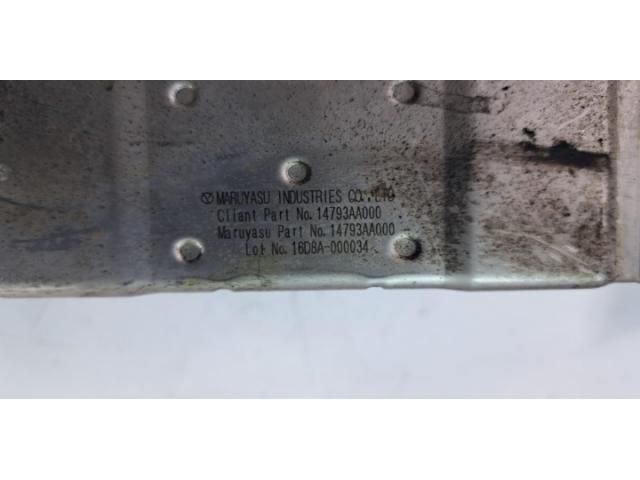 MARUYASU INDUSTRIES CO.,LTD
Cliant Part No.14793AA000
Maruyasu Part No.14793AA000
Lot No.16D8A-000034